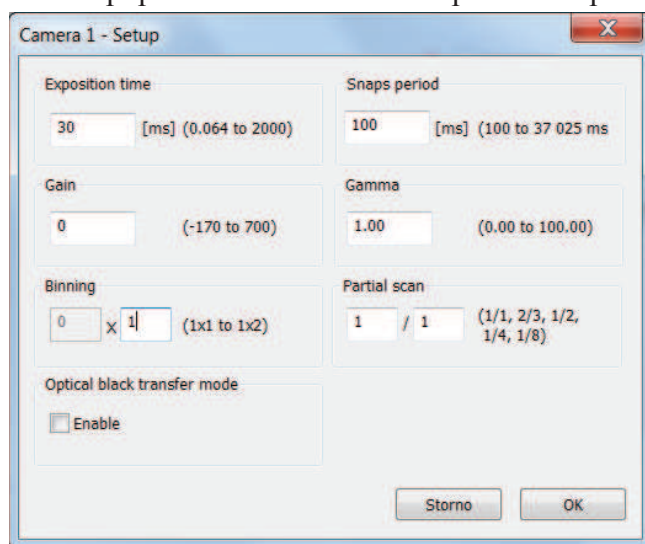 Camera 1 - Setup
Exposition time
30 [ms] (0.064 to 2000)
Snaps period
100 [ms] (100 to 37 025 ms
Gain
0 (-170 to 700)
Gamma
1.00 (0.00 to 100.00)
Binning
0 x 1 (1x1 to 1x2)
Partial scan
1 / 1 (1/1, 2/3, 1/2,
1/4, 1/8)
Optical black transfer mode
Enable
Storno OK